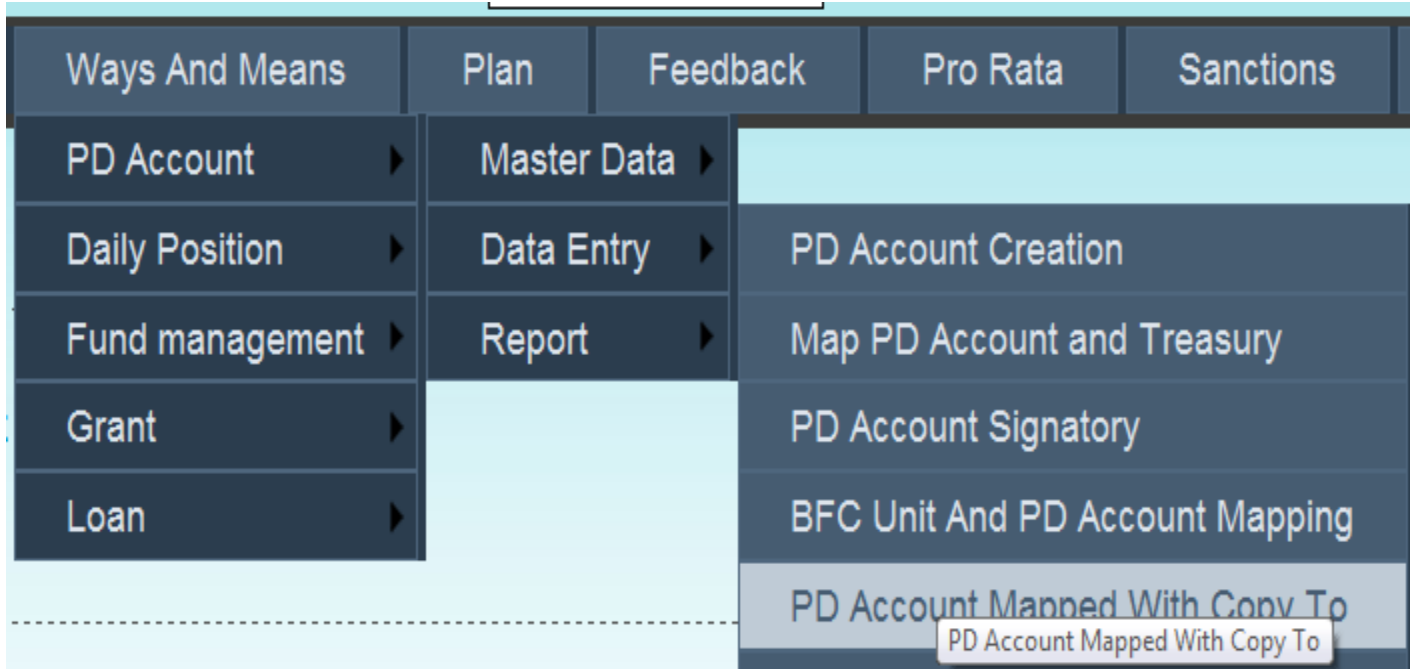 Ways And Means Plan Feedback Pro Rata Sanctions
PD Account Master Data
Daily Position Data Entry PD Account Creation
Fund management Report Map PD Account and Treasury
Grant PD Account Signatory
Loan BFC Unit And PD Account Mapping
PD Account Mapped With Copy To
PD Account Mapped With Copy To